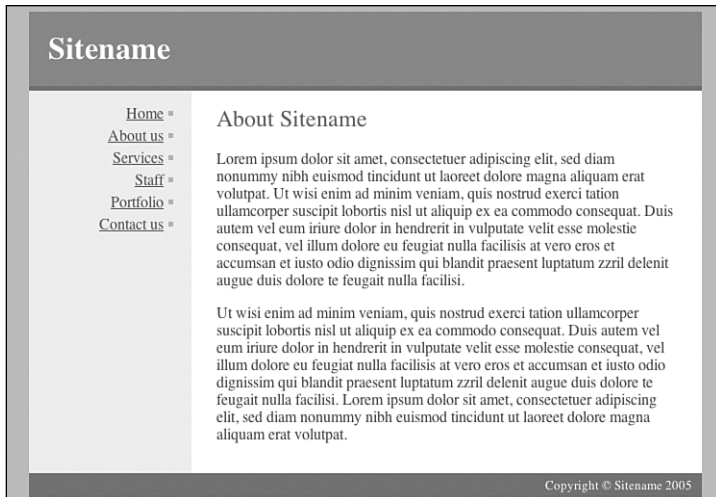 Sitename
Home
About us
Services
Staff
Portfolio
Contact us
About Sitename
Lorem ipsum dolor sit amet, consectetuer adipiscing elit, sed diam
nonummy nibh euismod tincidunt ut laoreet dolore magna aliquam erat
volutpat. Ut wisi enim ad minim veniam, quis nostrud exerci tation
ullamcorper suscipit lobortis nisl ut aliquip ex ea commodo consequat. Duis
autem vel eum iriure dolor in hendrerit in vulputate velit esse molestie
consequat, vel illum dolore eu feugiat nulla facilisis at vero eros et
accumsan et iusto odio dignissim qui blandit praesent luptatum zzril delenit
augue duis dolore te feugait nulla facilisi.
Ut wisi enim ad minim veniam, quis nostrud exerci tation ullamcorper
suscipit lobortis nisl ut aliquip ex ea commodo consequat. Duis autem vel
eum iriure dolor in hendrerit in vulputate velit esse molestie consequat, vel
illum dolore eu feugiat nulla facilisis at vero eros et accumsan et iusto odio
dignissim qui blandit praesent luptatum zzril delenit augue duis dolore te
feugait nulla facilisi. Lorem ipsum dolor sit amet, consectetuer adipiscing
elit, sed diam nonummy nibh euismod tincidunt ut laoreet dolore magna
aliquam erat volutpat.
Copyright © Sitename 2005